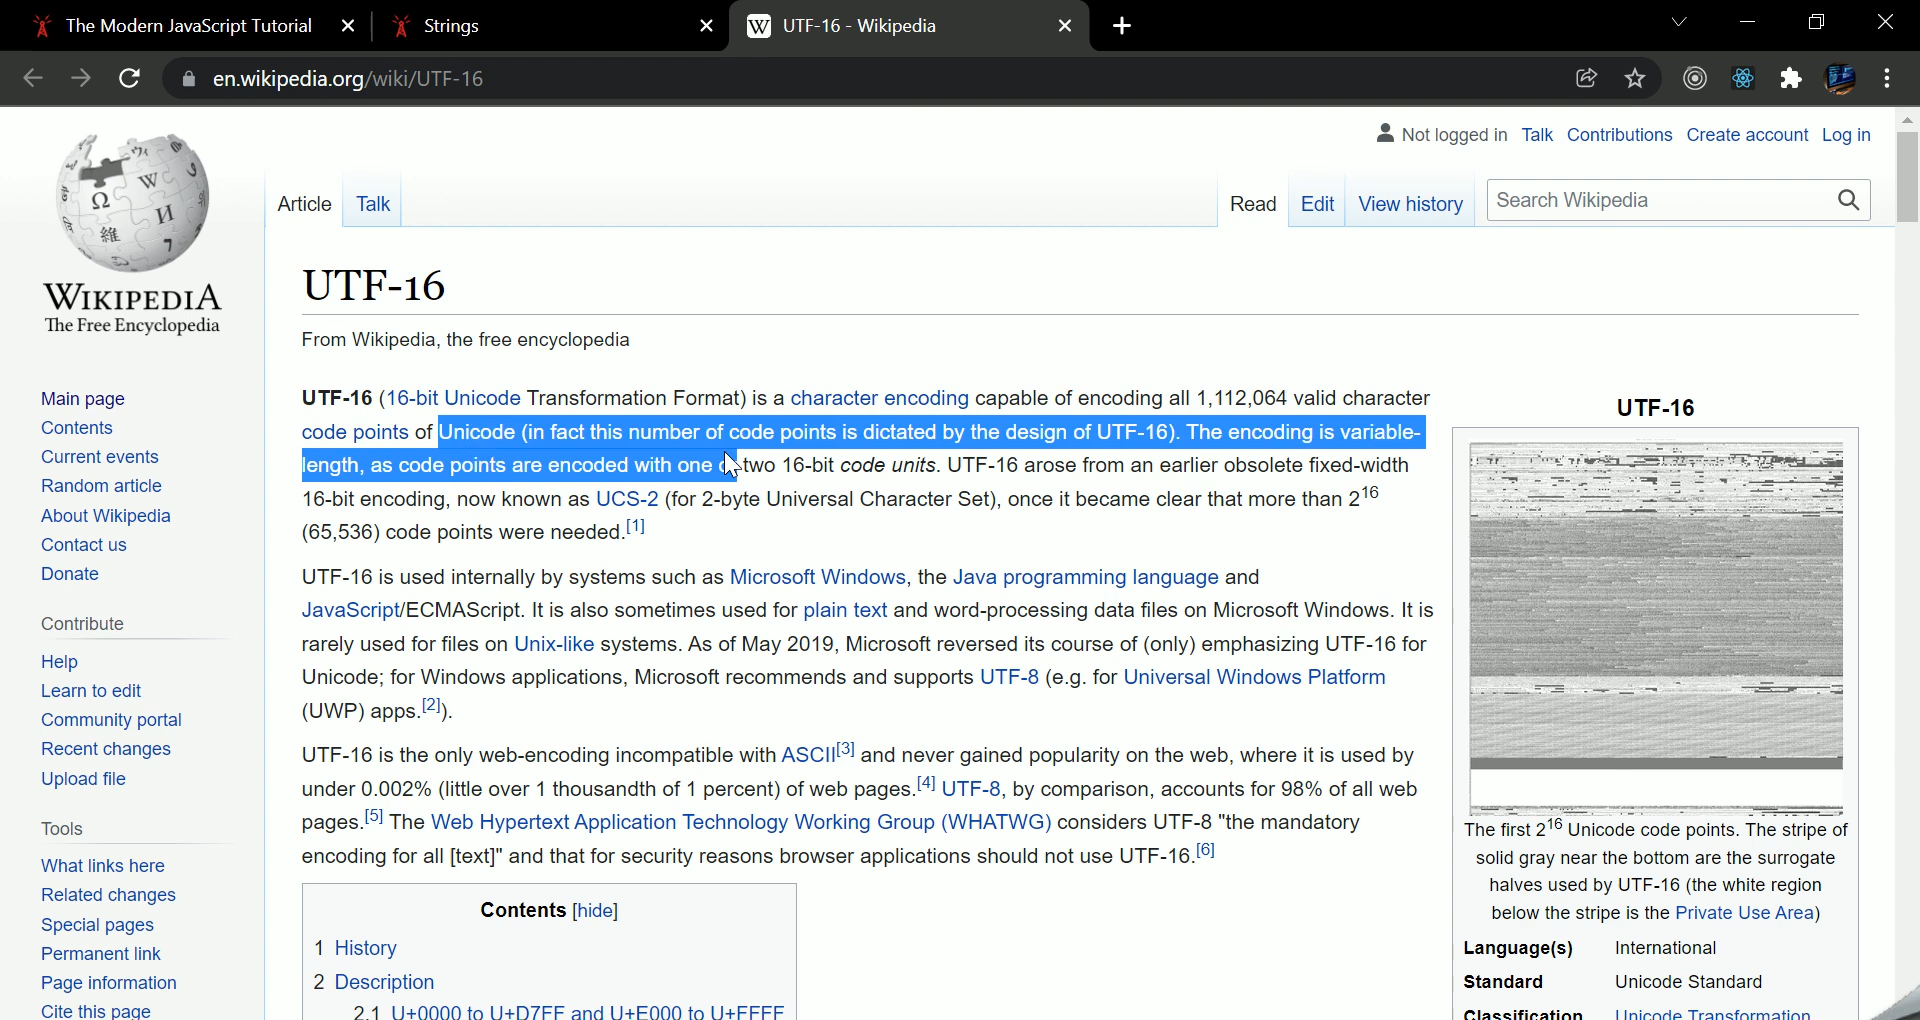 The Modern JavaScript Tutorial
Strings
UTF-16 - Wikipedia
en.wikipedia.org/wiki/UTF-16
Not logged in Talk Contributions Create account Log in
Article Talk Read Edit View history Search Wikipedia
WIKIPEDIA
The Free Encyclopedia
Main page
Contents
Current events
Random article
About Wikipedia
Contact us
Donate
Contribute
Help
Learn to edit
Community portal
Recent changes
Upload file
Tools
What links here
Related changes
Special pages
Permanent link
Page information
Cite this page
UTF-16
From Wikipedia, the free encyclopedia
UTF-16 (16-bit Unicode Transformation Format) is a character encoding capable of encoding all 1,112,064 valid character
code points of Unicode (in fact this number of code points is dictated by the design of UTF-16). The encoding is variable-
length, as code points are encoded with one two 16-bit code units. UTF-16 arose from an earlier obsolete fixed-width
16-bit encoding, now known as UCS-2 (for 2-byte Universal Character Set), once it became clear that more than 2¹⁶
(65,536) code points were needed.[1]
UTF-16 is used internally by systems such as Microsoft Windows, the Java programming language and
JavaScript/ECMAScript. It is also sometimes used for plain text and word-processing data files on Microsoft Windows. It is
rarely used for files on Unix-like systems. As of May 2019, Microsoft reversed its course of (only) emphasizing UTF-16 for
Unicode; for Windows applications, Microsoft recommends and supports UTF-8 (e.g. for Universal Windows Platform
(UWP) apps.[2]).
UTF-16 is the only web-encoding incompatible with ASCII[3] and never gained popularity on the web, where it is used by
under 0.002% (little over 1 thousandth of 1 percent) of web pages.[4] UTF-8, by comparison, accounts for 98% of all web
pages.[5] The Web Hypertext Application Technology Working Group (WHATWG) considers UTF-8 "the mandatory
encoding for all [text]" and that for security reasons browser applications should not use UTF-16.[6]
Contents [hide]
1 History
2 Description
2.1 U+0000 to U+D7FF and U+E000 to U+FFFF
UTF-16
The first 2¹⁶ Unicode code points. The stripe of
solid gray near the bottom are the surrogate
halves used by UTF-16 (the white region
below the stripe is the Private Use Area)
Language(s) International
Standard Unicode Standard
Classification Unicode Transformation